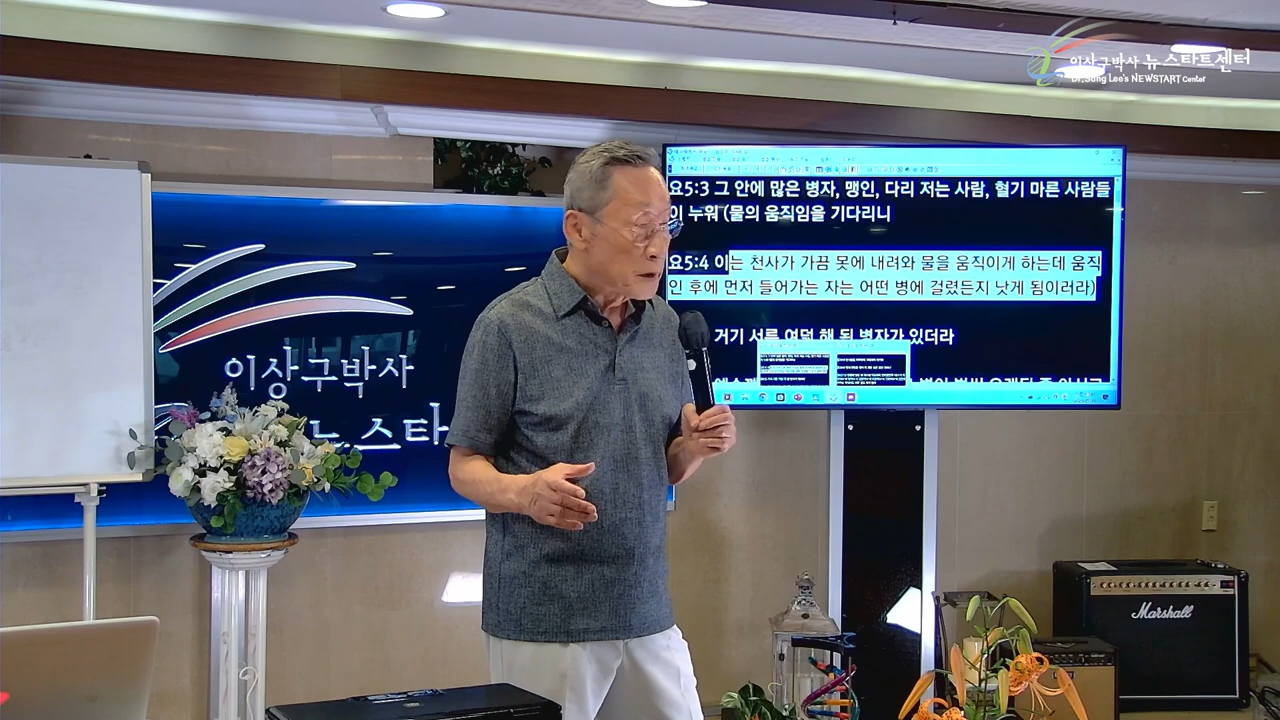 이상구박사 뉴스타트센터
Dr.Sang Lee's NEWSTART Center
요5:3 그 안에 많은 병자, 맹인, 다리 저는 사람, 혈기 마른 사람들
이 누워 (물의 움직임을 기다리니
요5:4 이는 천사가 가끔 못에 내려와 물을 움직이게 하는데 움직
인 후에 먼저 들어가는 자는 어떤 병에 걸렸든지 낫게 됨이러라)
거기 서른 여덟 해 된 병자가 있더라
이상구박사
뉴스타
Marshall